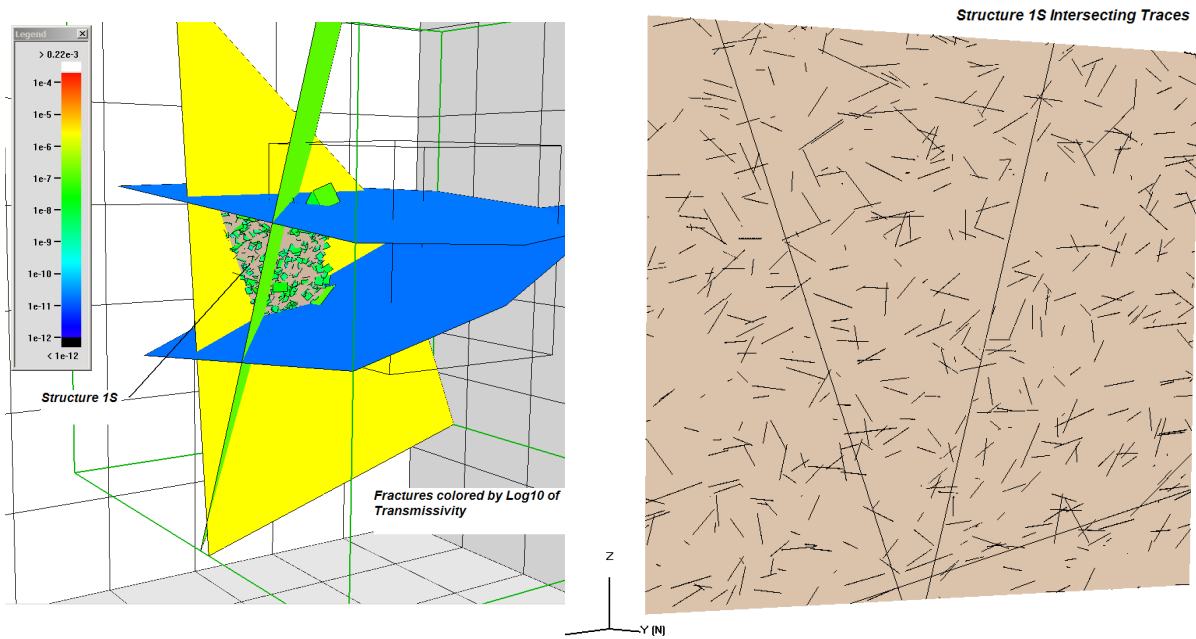 Structure 1S Intersecting Traces
Legend
> 0.22e-3
1e-4
1e-5
1e-6
1e-7
1e-8
1e-9
1e-10
1e-11
1e-12
< 1e-12
Structure 1S
Fractures colored by Log10 of
Transmissivity
Z
Y (N)